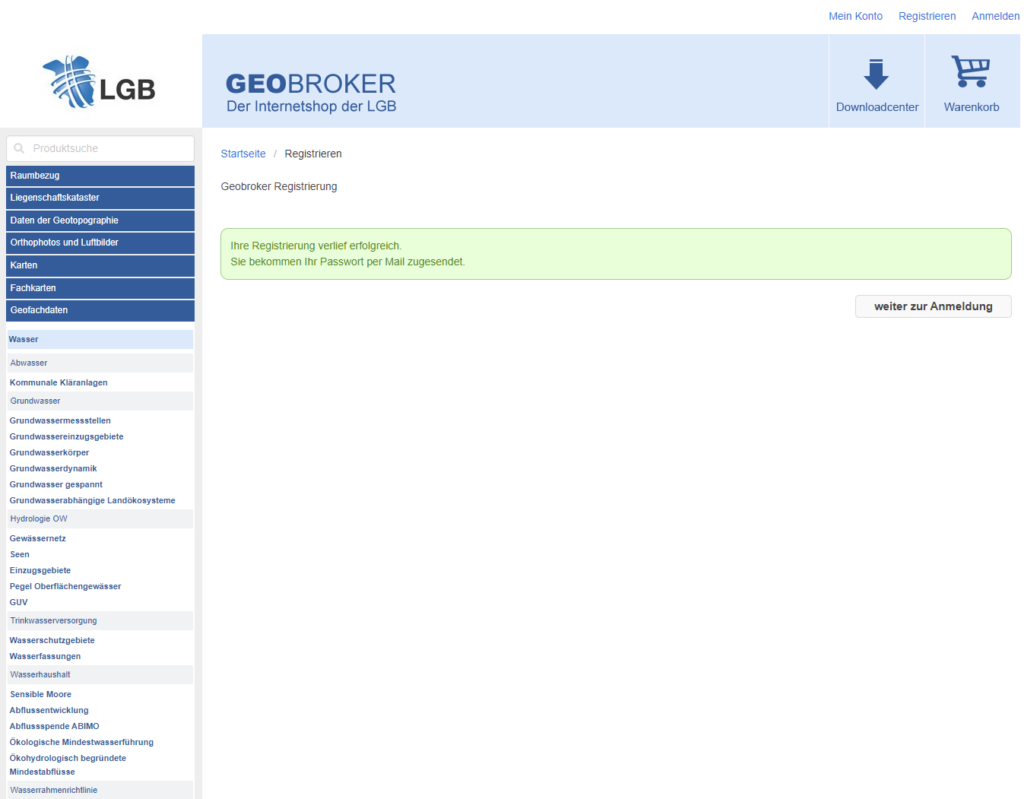 Mein Konto Registrieren Anmelden
LGB
GEOBROKER
Der Internetshop der LGB
Downloadcenter
Warenkorb
Produktsuche
Raumbezug
Liegenschaftskataster
Daten der Geotopographie
Orthophotos und Luftbilder
Karten
Fachkarten
Geofachdaten
Wasser
Abwasser
Kommunale Kläranlagen
Grundwasser
Grundwassermessstellen
Grundwassereinzugsgebiete
Grundwasserkörper
Grundwasserdynamik
Grundwasser gespannt
Grundwasserabhängige Landökosysteme
Hydrologie OW
Gewässernetz
Seen
Einzugsgebiete
Pegel Oberflächengewässer
GUV
Trinkwasserversorgung
Wasserschutzgebiete
Wasserfassungen
Wasserhaushalt
Sensible Moore
Abflussentwicklung
Abflussspende ABIMO
Ökologische Mindestwasserführung
Ökohydrologisch begründete
Mindestabflüsse
Wasserrahmenrichtlinie
Startseite / Registrieren
Geobroker Registrierung
Ihre Registrierung verlief erfolgreich.
Sie bekommen Ihr Passwort per Mail zugesendet.
weiter zur Anmeldung